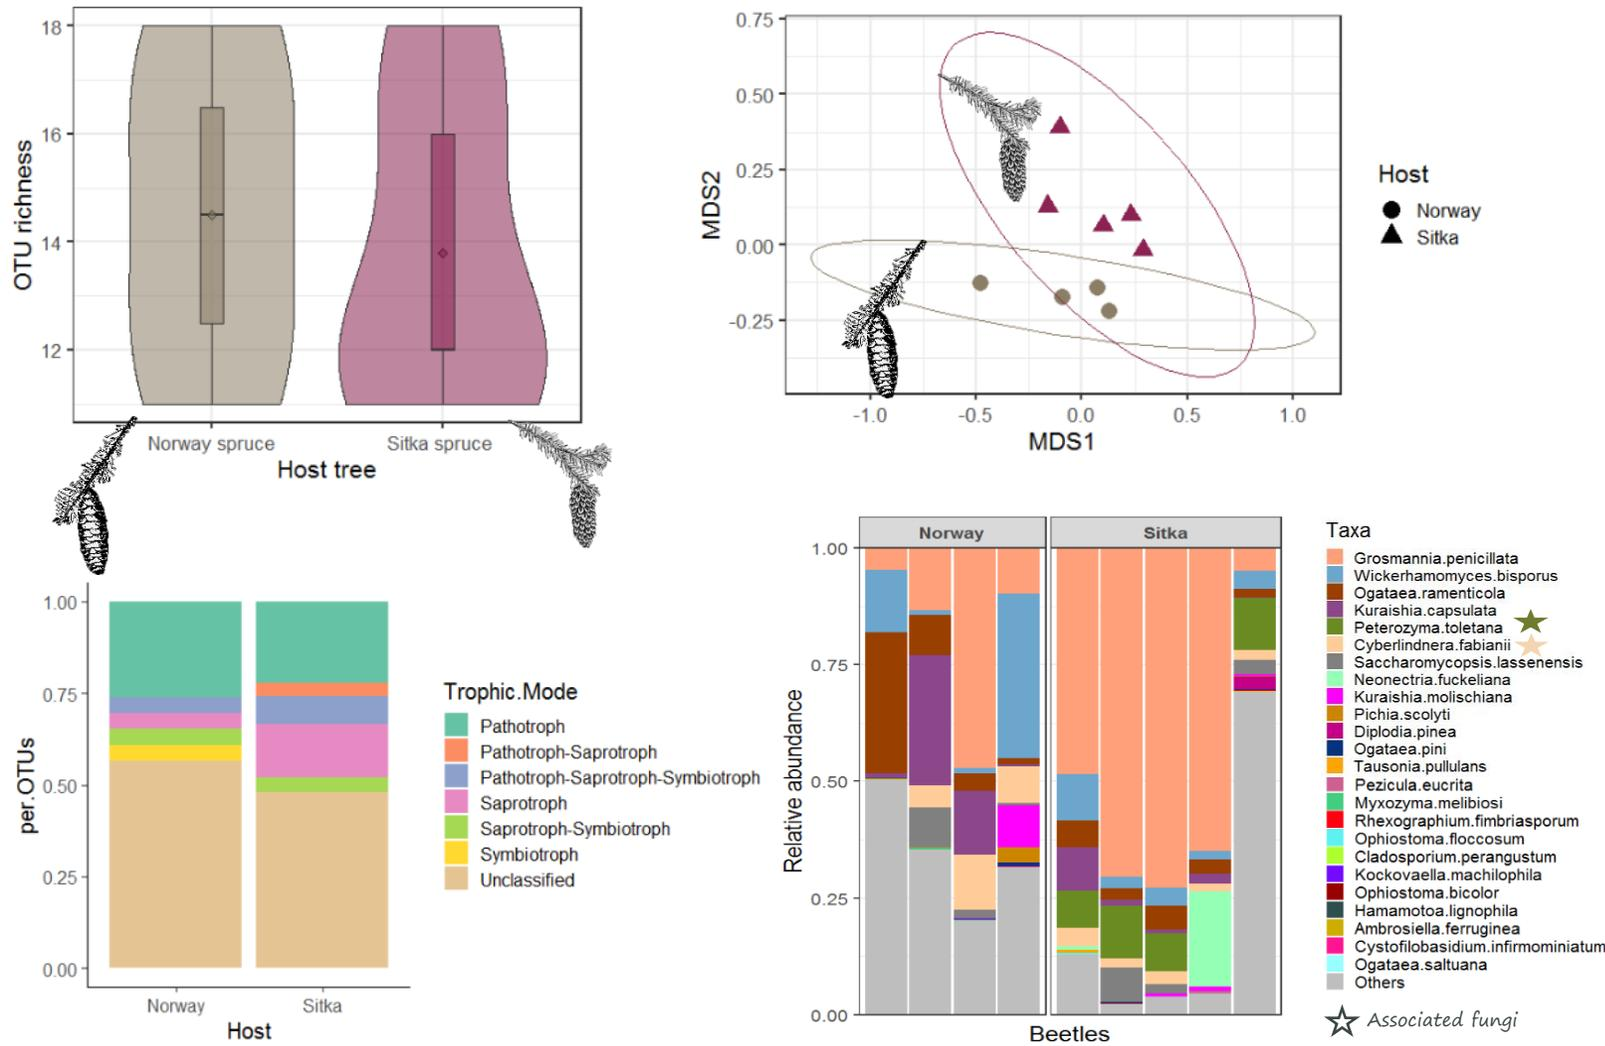 18
16
14
12
OTU richness
Norway spruce
Sitka spruce
Host tree
0.75
0.50
0.25
0.00
-0.25
MDS2
-1.0
-0.5
0.0
0.5
1.0
MDS1
Host
Norway
Sitka
1.00
0.75
0.50
0.25
0.00
per.OTUs
Norway
Sitka
Host
Trophic.Mode
Pathotroph
Pathotroph-Saprotroph
Pathotroph-Saprotroph-Symbiotroph
Saprotroph
Saprotroph-Symbiotroph
Symbiotroph
Unclassified
Norway
Sitka
1.00
0.75
0.50
0.25
0.00
Relative abundance
Beetles
Taxa
Grosmannia.penicillata
Wickerhamomyces.bisporus
Ogataea.ramenticola
Kuraishia.capsulata
Peterozyma.toletana
Cyberlindnera.fabianii
Saccharomycopsis.lassenensis
Neonectria.fuckeliana
Kuraishia.molischiana
Pichia.scolyti
Diplodia.pinea
Ogataea.pini
Tausonia.pullulans
Pezicula.eucrita
Myxozyma.melibiosi
Rhexographium.fimbriasporum
Ophiostoma.floccosum
Cladosporium.perangustum
Kockovaella.machilophila
Ophiostoma.bicolor
Hamamotoa.lignophila
Ambrosiella.ferruginea
Cystofilobasidium.infirmominiatum
Ogataea.saltuana
Others
Associated fungi